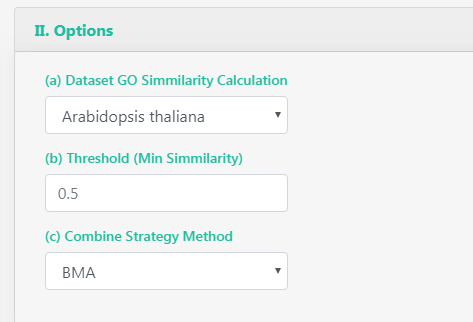 II. Options
(a) Dataset GO Simmilarity Calculation
Arabidopsis thaliana
(b) Threshold (Min Simmilarity)
0.5
(c) Combine Strategy Method
BMA